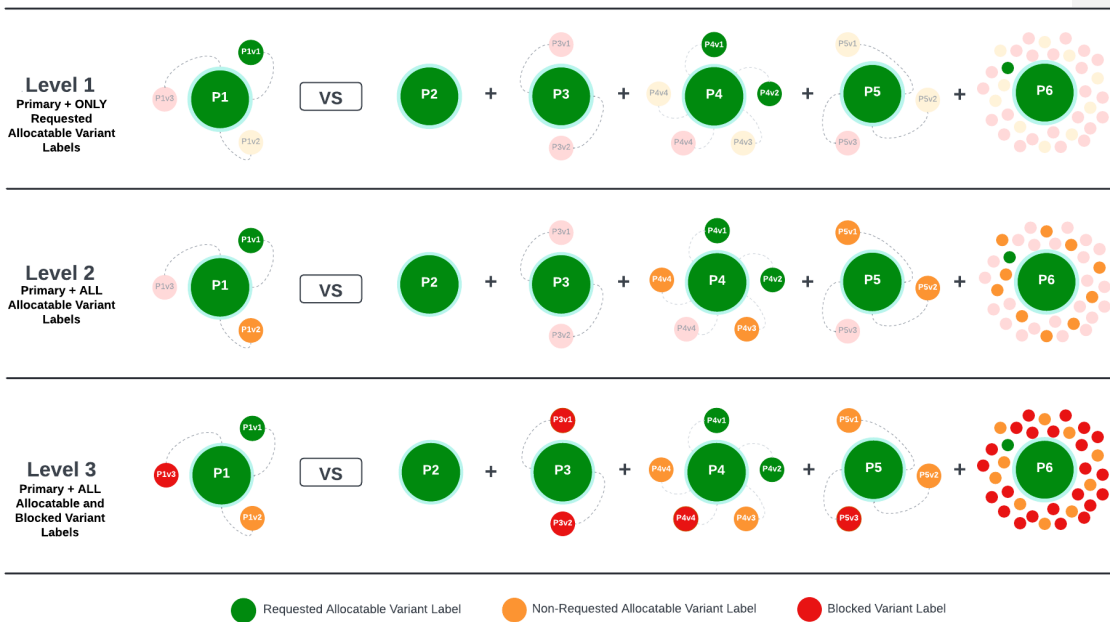 Level 1
Primary + ONLY
Requested
Allocatable Variant
Labels
P1v1
P1v3
P1
P1v2
VS
P2
+
P3v1
P3
P3v2
+
P4v1
P4v4
P4
P4v2
P4v4
P4v3
+
P5v1
P5
P5v2
P5v3
+
P6
Level 2
Primary + ALL
Allocatable Variant
Labels
P1v1
P1v3
P1
P1v2
VS
P2
+
P3v1
P3
P3v2
+
P4v1
P4v4
P4
P4v2
P4v4
P4v3
+
P5v1
P5
P5v2
P5v3
+
P6
Level 3
Primary + ALL
Allocatable and
Blocked Variant
Labels
P1v1
P1v3
P1
P1v2
VS
P2
+
P3v1
P3
P3v2
+
P4v1
P4v4
P4
P4v2
P4v4
P4v3
+
P5v1
P5
P5v2
P5v3
+
P6
Requested Allocatable Variant Label
Non-Requested Allocatable Variant Label
Blocked Variant Label